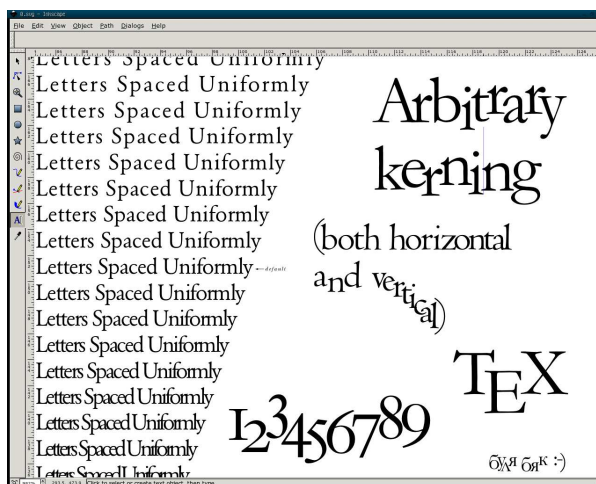 0.svg - Inkscape
File Edit View Object Path Dialogs Help
Letters Spaced Uniformly
Letters Spaced Uniformly
Letters Spaced Uniformly
Letters Spaced Uniformly
Letters Spaced Uniformly
Letters Spaced Uniformly
Letters Spaced Uniformly
Letters Spaced Uniformly
Letters Spaced Uniformly
default
Letters Spaced Uniformly
Letters Spaced Uniformly
Letters Spaced Uniformly
Letters Spaced Uniformly
Letters Spaced Uniformly
Letters Spaced Uniformly
Letters Spaced Uniformly
Letters Spaced Uniformly
Arbitrary
kerning
(both horizontal
and vertical)
TEX
123456789
бяк :-)
Click to select or create text object, then type.